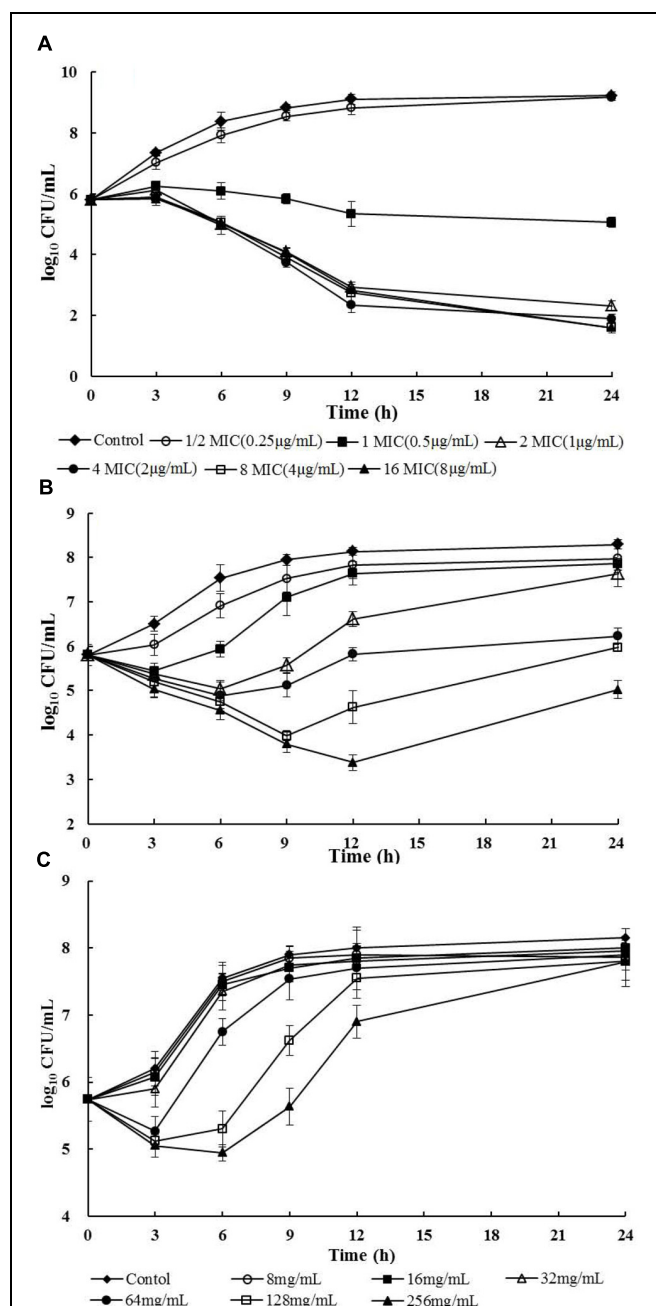 A
10
8
6
4
2
0
log₁₀ CFU/mL
0 3 6 9 12 15 18 21 24
Time (h)
Control 1/2 MIC(0.25μg/mL) 1 MIC(0.5μg/mL) 2 MIC(1μg/mL)
4 MIC(2μg/mL) 8 MIC(4μg/mL) 16 MIC(8μg/mL)
B
9
8
7
6
5
4
3
2
log₁₀ CFU/mL
0 3 6 9 12 15 18 21 24
Time (h)
C
9
8
7
6
5
4
log₁₀ CFU/mL
0 3 6 9 12 15 18 21 24
Time (h)
Control 8mg/mL 16mg/mL 32mg/mL
64mg/mL 128mg/mL 256mg/mL